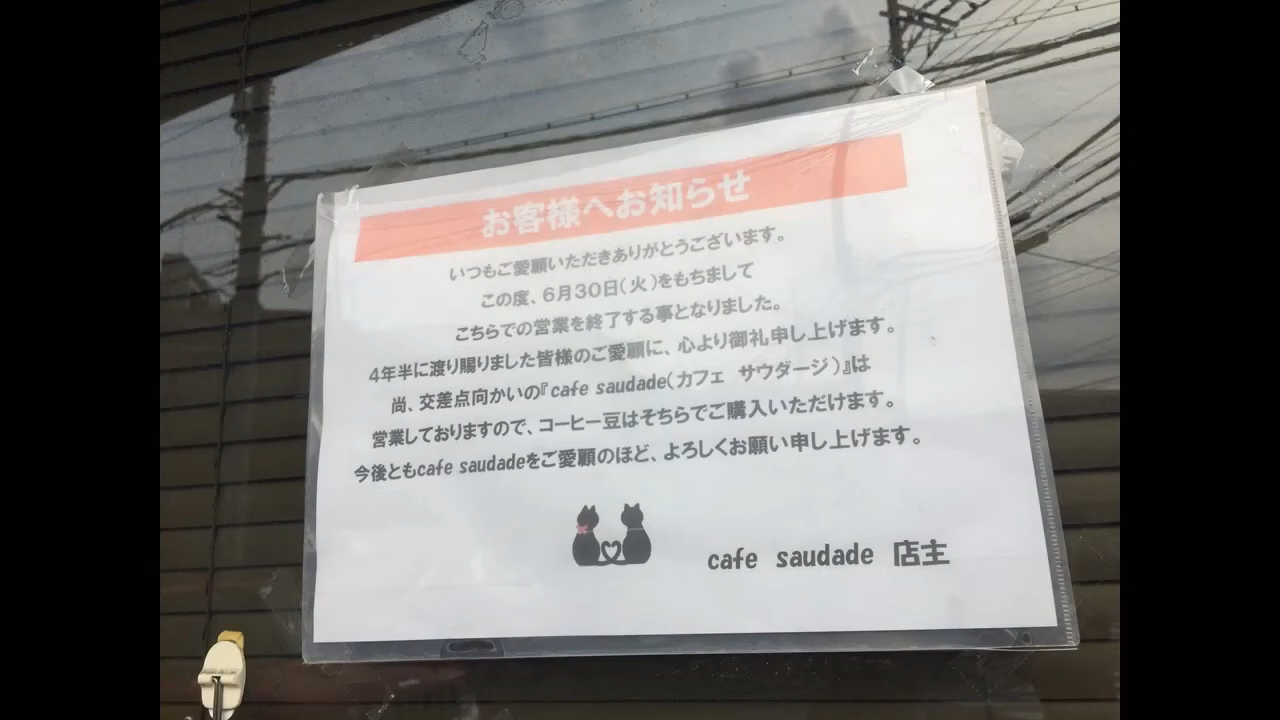 お客様へお知らせ
いつもご愛願いただきありがとうございます。
この度、6月30日(火)をもちまして
こちらでの営業を終了する事となりました。
4年半に渡り賜りました皆様のご愛願に、心より御礼申し上げます。
尚、交差点向かいの『cafe saudade(カフェ サウダージ)』は
営業しておりますので、コーヒー豆はそちらでご購入いただけます。
今後ともcafe saudadeをご愛願のほど、よろしくお願い申し上げます。
cafe saudade 店主